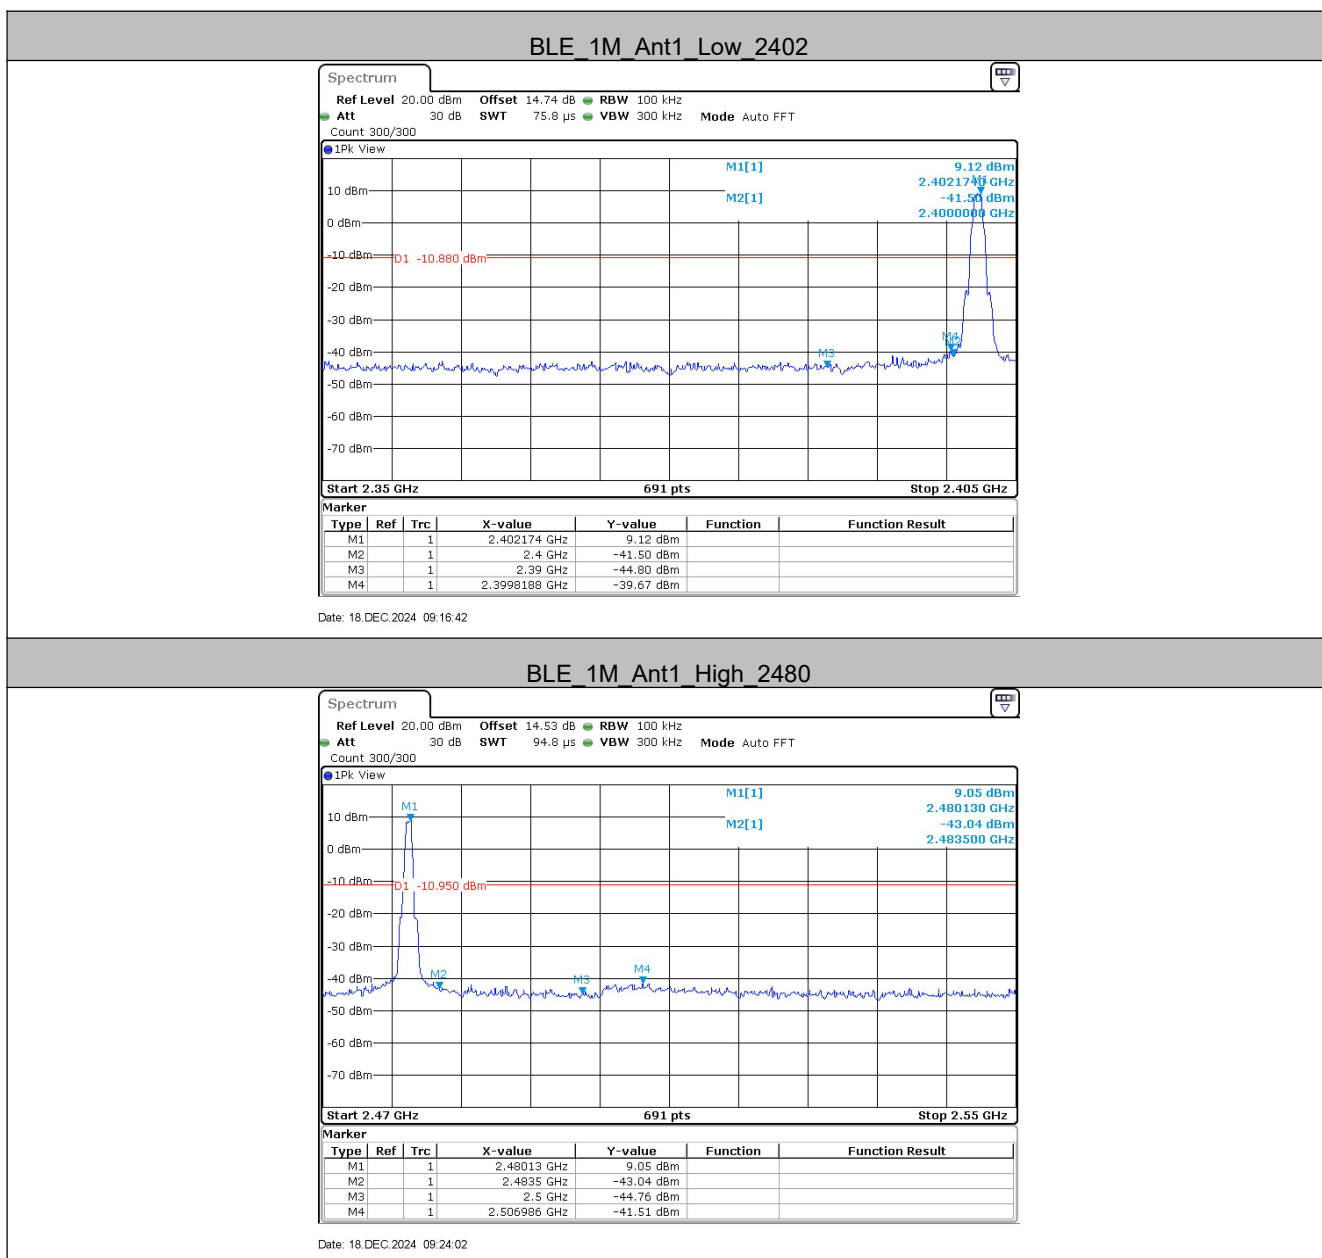 BLE_1M_Ant1_Low_2402
Spectrum
Ref Level 20.00 dBm Offset 14.74 dB RBW 100 kHz
Att 30 dB SWT 75.8 µs VBW 300 kHz Mode Auto FFT
Count 300/300
1Pk View
M1[1] 9.12 dBm
2.4021740 GHz
M1
10 dBm
M2[1] -41.50 dBm
2.4000000 GHz
0 dBm
-10 dBm
D1 -10.880 dBm
-20 dBm
-30 dBm
M4
M2
-40 dBm
M3
-50 dBm
-60 dBm
-70 dBm
Start 2.35 GHz 691 pts Stop 2.405 GHz
Marker
Type Ref Trc X-value Y-value Function Function Result
M1 1 2.402174 GHz 9.12 dBm
M2 1 2.4 GHz -41.50 dBm
M3 1 2.39 GHz -44.80 dBm
M4 1 2.3998188 GHz -39.67 dBm
Date: 18.DEC.2024 09:16:42
BLE_1M_Ant1_High_2480
Spectrum
Ref Level 20.00 dBm Offset 14.53 dB RBW 100 kHz
Att 30 dB SWT 94.8 µs VBW 300 kHz Mode Auto FFT
Count 300/300
1Pk View
M1[1] 9.05 dBm
2.480130 GHz
M1
10 dBm
M2[1] -43.04 dBm
2.483500 GHz
0 dBm
-10 dBm
D1 -10.950 dBm
-20 dBm
-30 dBm
M4
M2
M3
-40 dBm
-50 dBm
-60 dBm
-70 dBm
Start 2.47 GHz 691 pts Stop 2.55 GHz
Marker
Type Ref Trc X-value Y-value Function Function Result
M1 1 2.48013 GHz 9.05 dBm
M2 1 2.4835 GHz -43.04 dBm
M3 1 2.5 GHz -44.76 dBm
M4 1 2.506986 GHz -41.51 dBm
Date: 18.DEC.2024 09:24:02